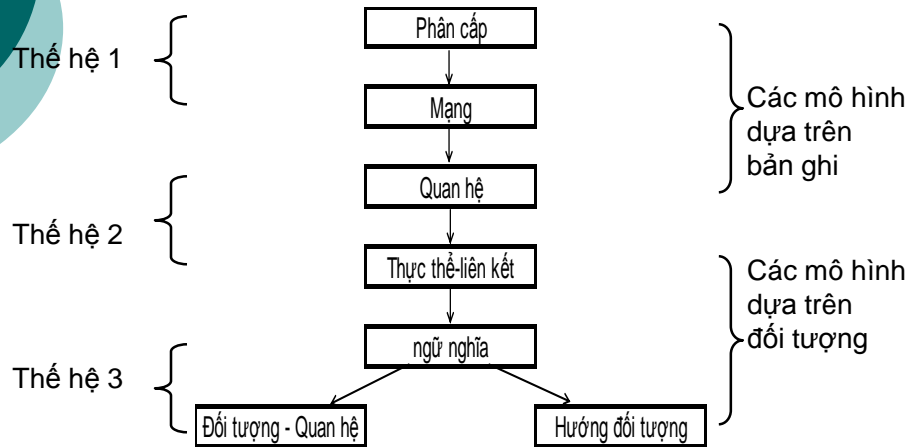 Phân cấp
Thế hệ 1
Mạng
Các mô hình
dựa trên
bản ghi
Quan hệ
Thế hệ 2
Thực thể-liên kết
Các mô hình
dựa trên
đối tượng
ngữ nghĩa
Thế hệ 3
Đối tượng - Quan hệ
Hướng đối tượng